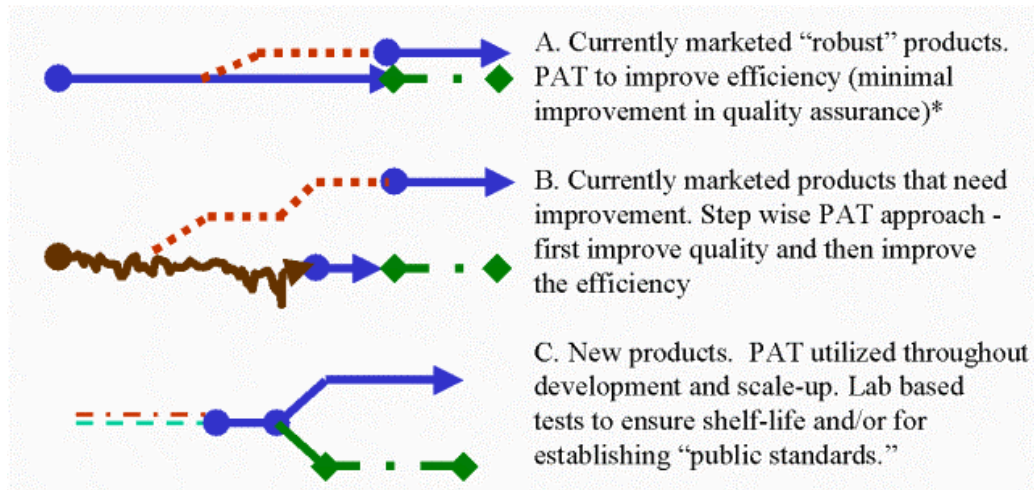 A. Currently marketed “robust” products.
PAT to improve efficiency (minimal
improvement in quality assurance)*
B. Currently marketed products that need
improvement. Step wise PAT approach -
first improve quality and then improve
the efficiency
C. New products.  PAT utilized throughout
development and scale-up. Lab based
tests to ensure shelf-life and/or for
establishing “public standards.”